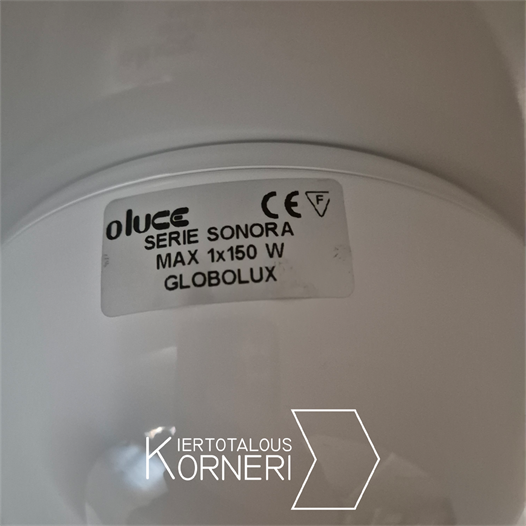 oluce CE F
SERIE SONORA
MAX 1x150 W
GLOBOLUX
KIERTOTALOUS
KORNERI